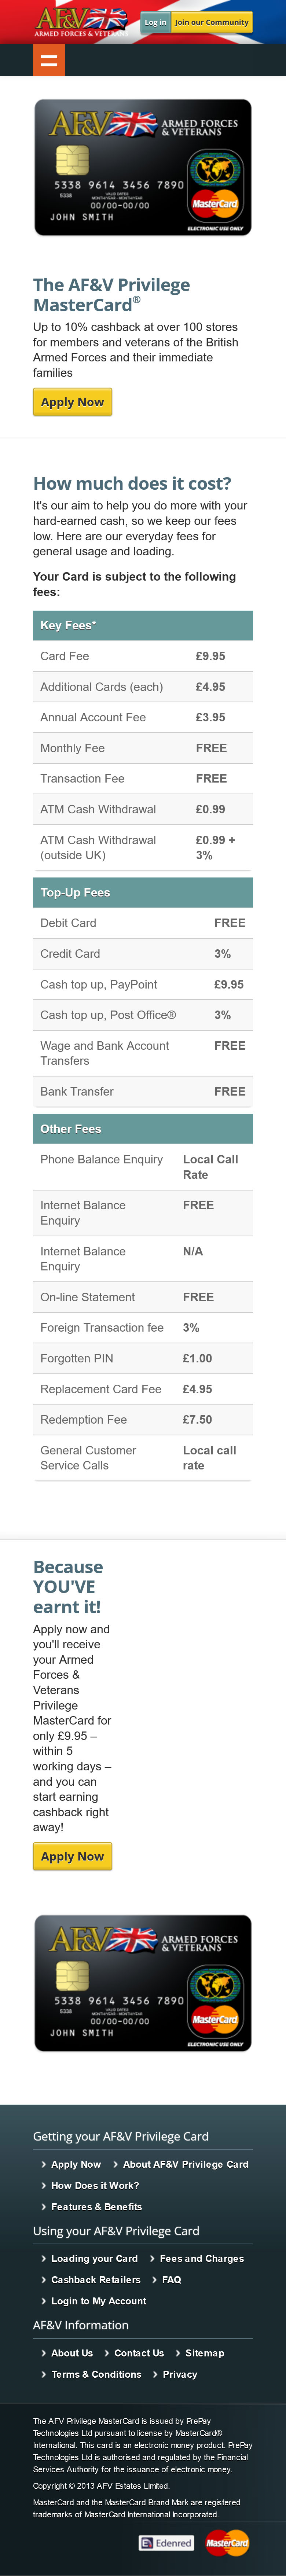 AF&V
ARMED FORCES & VETERANS
Log in
Join our Community
AF&V ARMED FORCES
& VETERANS
5338 9614 3456 7890
5338
VALID DATES
MONTH/YEAR - MONTH/YEAR
00/00-00/00
JOHN SMITH
MasterCard
ELECTRONIC USE ONLY
The AF&V Privilege
MasterCard®
Up to 10% cashback at over 100 stores
for members and veterans of the British
Armed Forces and their immediate
families
Apply Now
How much does it cost?
It's our aim to help you do more with your
hard-earned cash, so we keep our fees
low. Here are our everyday fees for
general usage and loading.
Your Card is subject to the following
fees:
Key Fees*
Card Fee £9.95
Additional Cards (each) £4.95
Annual Account Fee £3.95
Monthly Fee FREE
Transaction Fee FREE
ATM Cash Withdrawal £0.99
ATM Cash Withdrawal £0.99 +
(outside UK) 3%
Top-Up Fees
Debit Card FREE
Credit Card 3%
Cash top up, PayPoint £9.95
Cash top up, Post Office® 3%
Wage and Bank Account FREE
Transfers
Bank Transfer FREE
Other Fees
Phone Balance Enquiry Local Call
Rate
Internet Balance FREE
Enquiry
Internet Balance N/A
Enquiry
On-line Statement FREE
Foreign Transaction fee 3%
Forgotten PIN £1.00
Replacement Card Fee £4.95
Redemption Fee £7.50
General Customer Local call
Service Calls rate
Because
YOU'VE
earnt it!
Apply now and
you'll receive
your Armed
Forces &
Veterans
Privilege
MasterCard for
only £9.95 –
within 5
working days –
and you can
start earning
cashback right
away!
Apply Now
AF&V ARMED FORCES
& VETERANS
5338 9614 3456 7890
5338
VALID DATES
MONTH/YEAR - MONTH/YEAR
00/00-00/00
JOHN SMITH
MasterCard
ELECTRONIC USE ONLY
Getting your AF&V Privilege Card
Apply Now About AF&V Privilege Card
How Does it Work?
Features & Benefits
Using your AF&V Privilege Card
Loading your Card Fees and Charges
Cashback Retailers FAQ
Login to My Account
AF&V Information
About Us Contact Us Sitemap
Terms & Conditions Privacy
The AFV Privilege MasterCard is issued by PrePay
Technologies Ltd pursuant to license by MasterCard®
International. This card is an electronic money product. PrePay
Technologies Ltd is authorised and regulated by the Financial
Services Authority for the issuance of electronic money.
Copyright © 2013 AFV Estates Limited.
MasterCard and the MasterCard Brand Mark are registered
trademarks of MasterCard International Incorporated.
Edenred
MasterCard